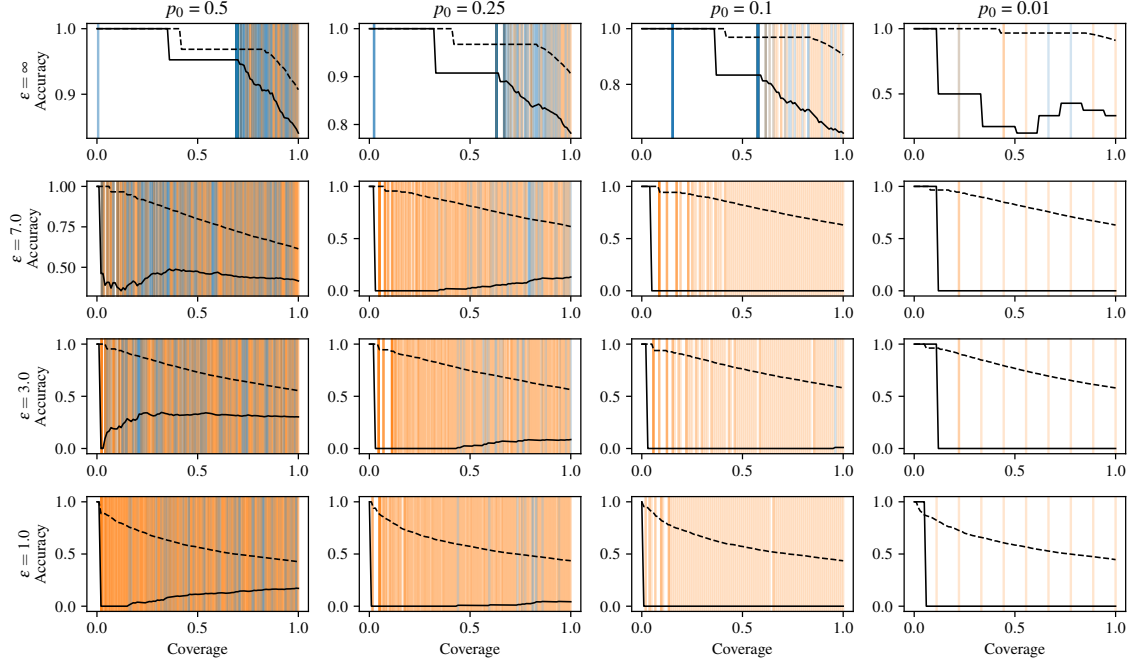 p₀ = 0.5 p₀ = 0.25 p₀ = 0.1 p₀ = 0.01
ε = ∞
Accuracy
1.0 1.0 1.0 1.0
0.9 0.9 0.8 0.5
0.8
0.0 0.5 1.0 0.0 0.5 1.0 0.0 0.5 1.0 0.0 0.5 1.0
ε = 7.0
Accuracy
1.00 1.0 1.0 1.0
0.75 0.5 0.5 0.5
0.50 0.0 0.0 0.0
0.0 0.5 1.0 0.0 0.5 1.0 0.0 0.5 1.0 0.0 0.5 1.0
ε = 3.0
Accuracy
1.0 1.0 1.0 1.0
0.5 0.5 0.5 0.5
0.0 0.0 0.0 0.0
0.0 0.5 1.0 0.0 0.5 1.0 0.0 0.5 1.0 0.0 0.5 1.0
ε = 1.0
Accuracy
1.0 1.0 1.0 1.0
0.5 0.5 0.5 0.5
0.0 0.0 0.0 0.0
0.0 0.5 1.0 0.0 0.5 1.0 0.0 0.5 1.0 0.0 0.5 1.0
Coverage Coverage Coverage Coverage